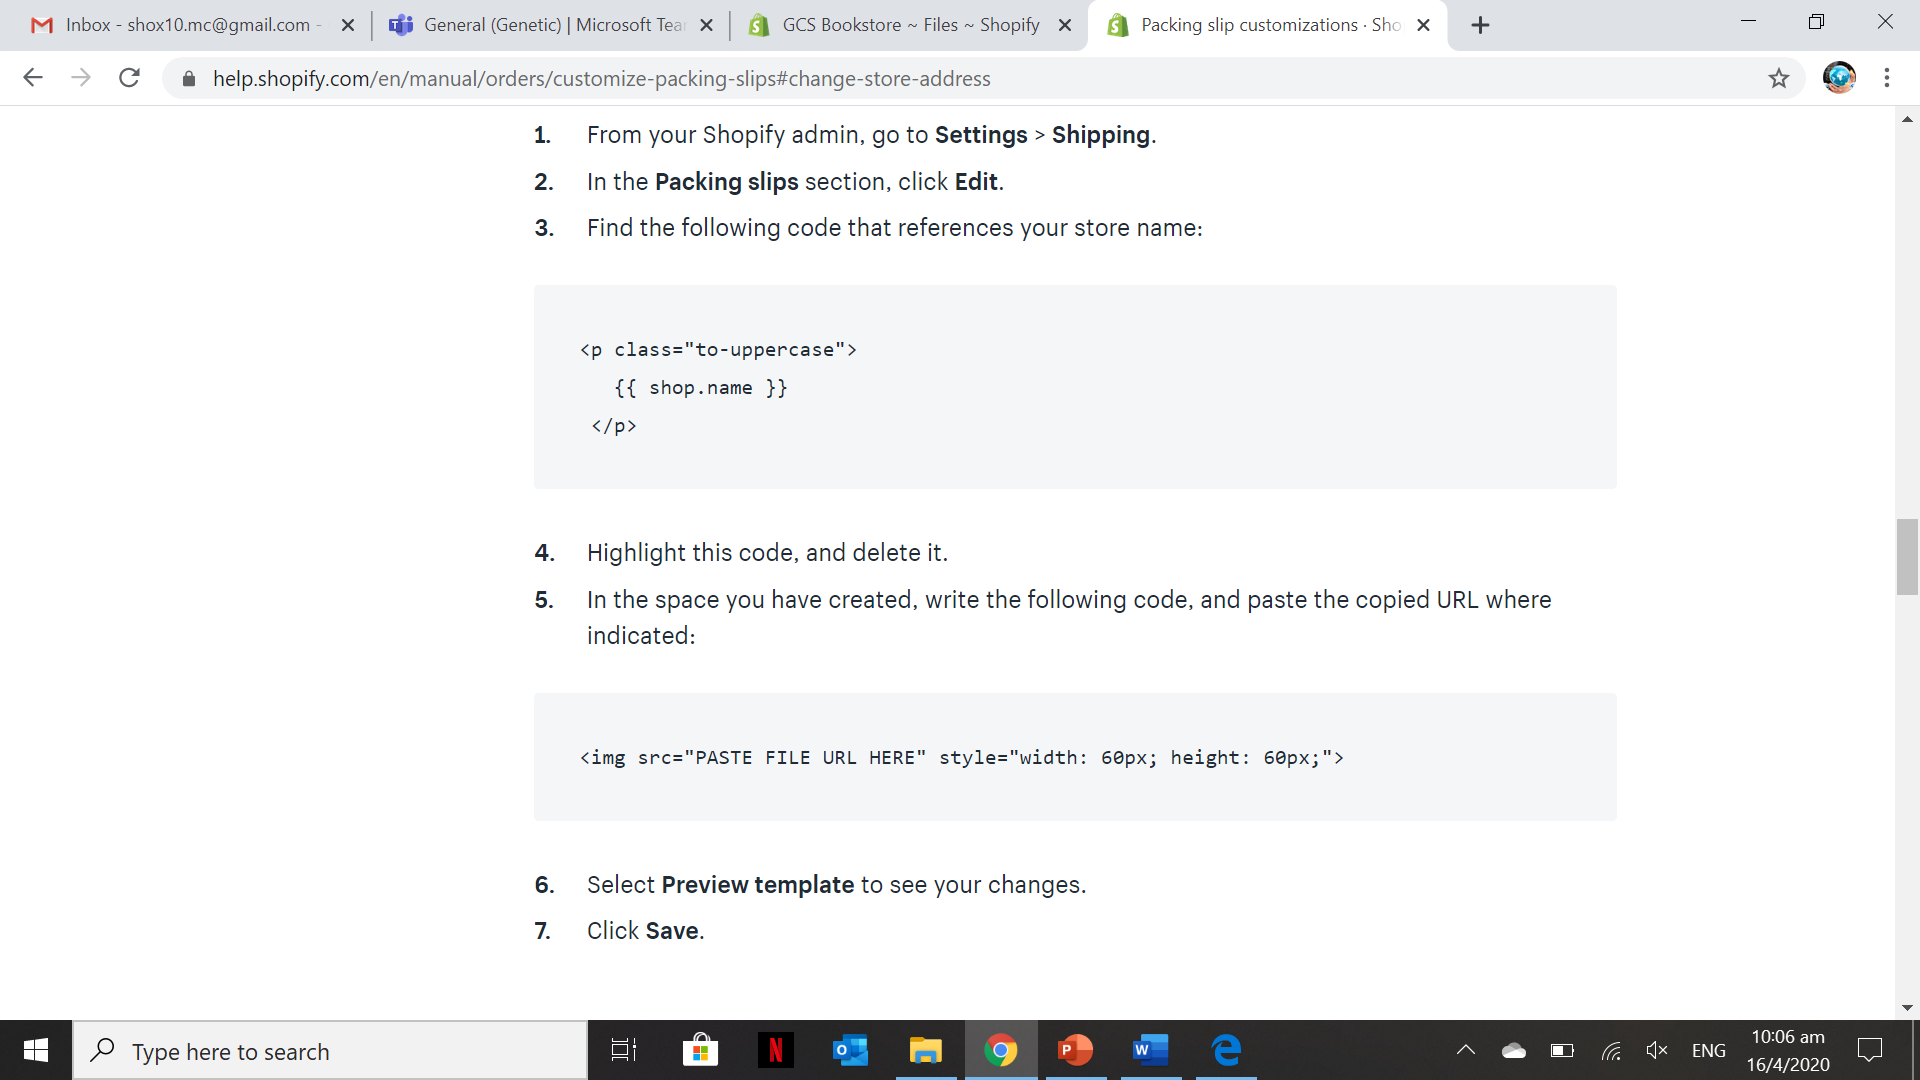 Inbox - shox10.mc@gmail.com -
General (Genetic) | Microsoft Tea
GCS Bookstore ~ Files ~ Shopify
Packing slip customizations · Sho
help.shopify.com/en/manual/orders/customize-packing-slips#change-store-address
1. From your Shopify admin, go to Settings > Shipping.
2. In the Packing slips section, click Edit.
3. Find the following code that references your store name:
<p class="to-uppercase">
{{ shop.name }}
</p>
4. Highlight this code, and delete it.
5. In the space you have created, write the following code, and paste the copied URL where
indicated:
<img src="PASTE FILE URL HERE" style="width: 60px; height: 60px;">
6. Select Preview template to see your changes.
7. Click Save.
Type here to search
ENG
10:06 am
16/4/2020